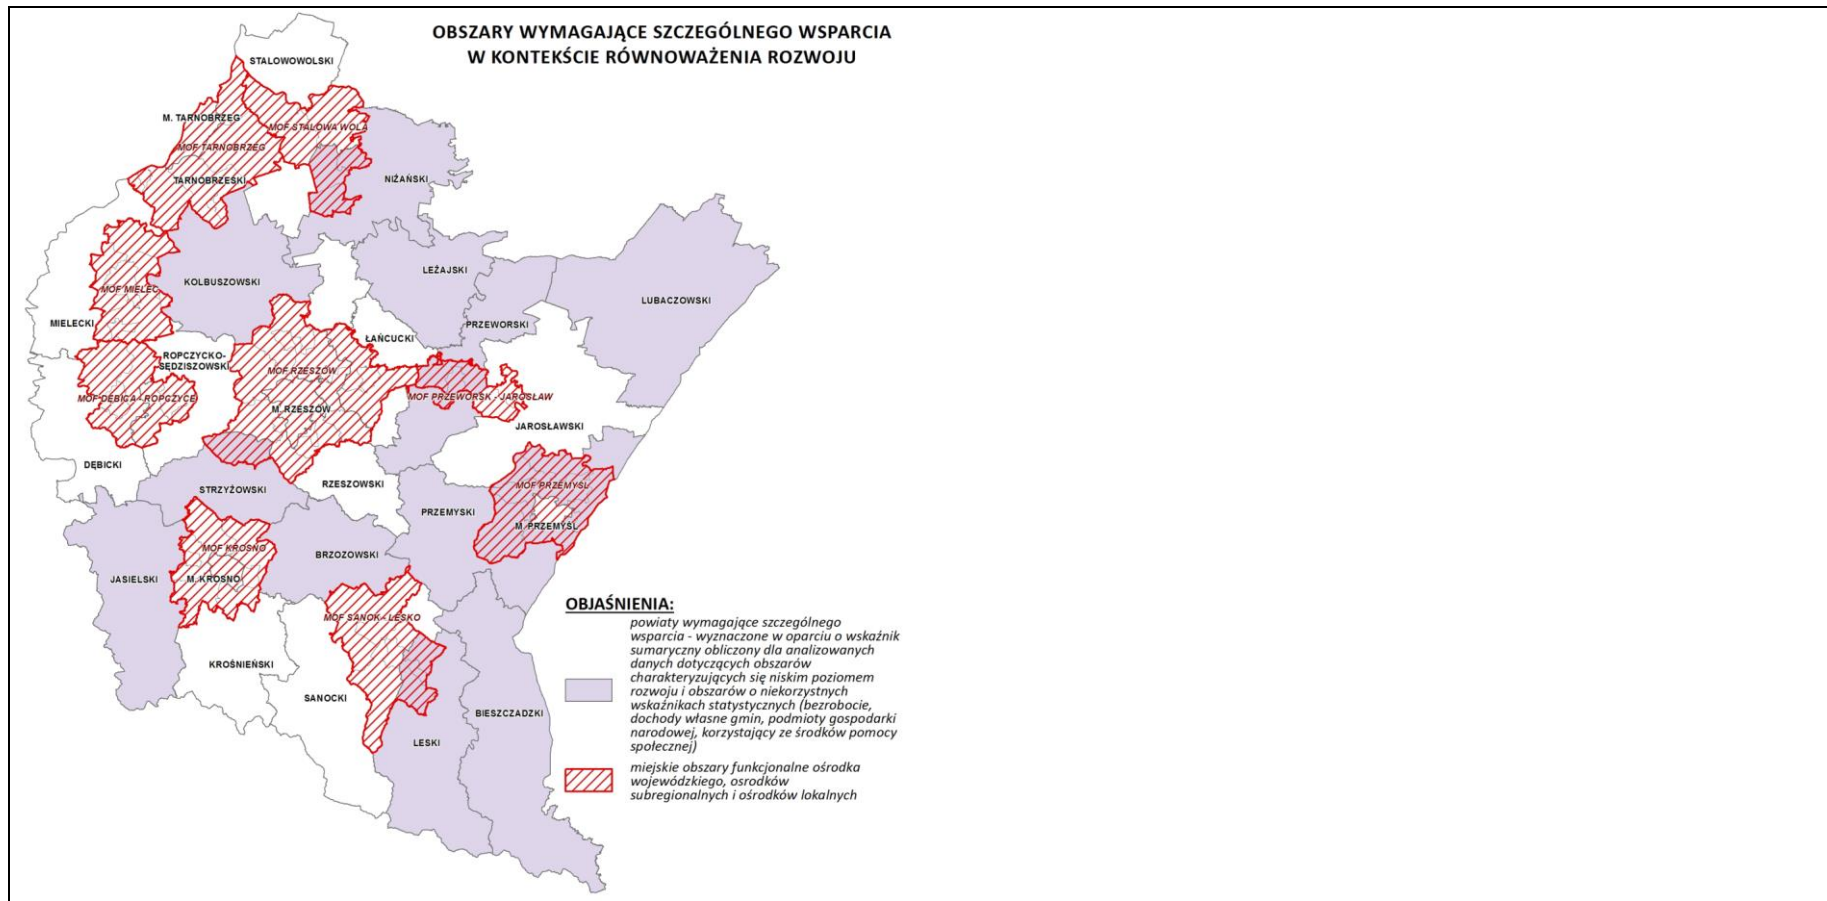 OBSZARY WYMAGAJĄCE SZCZEGÓLNEGO WSPARCIA
W KONTEKŚCIE RÓWNOWAŻENIA ROZWOJU
STALOWOWOLSKI
M. TARNOBRZEG
MOF STALOWA WOLA
MOF TARNOBRZEG
TARNOBRZESKI
NIŻAŃSKI
LEŻAJSKI
KOLBUSZOWSKI
MOF MIELEC
LUBACZOWSKI
MIELECKI
PRZEWORSKI
ŁAŃCUCKI
ROPCZYCKO-
SĘDZISZOWSKI
MOF RZESZÓW
MOF DĘBICA - ROPCZYCE
MOF PRZEWORSK - JAROSŁAW
M. RZESZÓW
JAROSŁAWSKI
DĘBICKI
RZESZOWSKI
MOF PRZEMYŚL
STRZYŻOWSKI
PRZEMYSKI
M. PRZEMYŚL
MOF KROSNO
BRZOZOWSKI
JASIELSKI
M. KROSNO
MOF SANOK - LESKO
KROŚNIEŃSKI
SANOCKI
BIESZCZADZKI
LESKI
OBJAŚNIENIA:
powiaty wymagające szczególnego
wsparcia - wyznaczone w oparciu o wskaźnik
sumaryczny obliczony dla analizowanych
danych dotyczących obszarów
charakteryzujących się niskim poziomem
rozwoju i obszarów o niekorzystnych
wskaźnikach statystycznych (bezrobocie,
dochody własne gmin, podmioty gospodarki
narodowej, korzystający ze środków pomocy
społecznej)
miejskie obszary funkcjonalne ośrodka
wojewódzkiego, osrodków
subregionalnych i ośrodków lokalnych